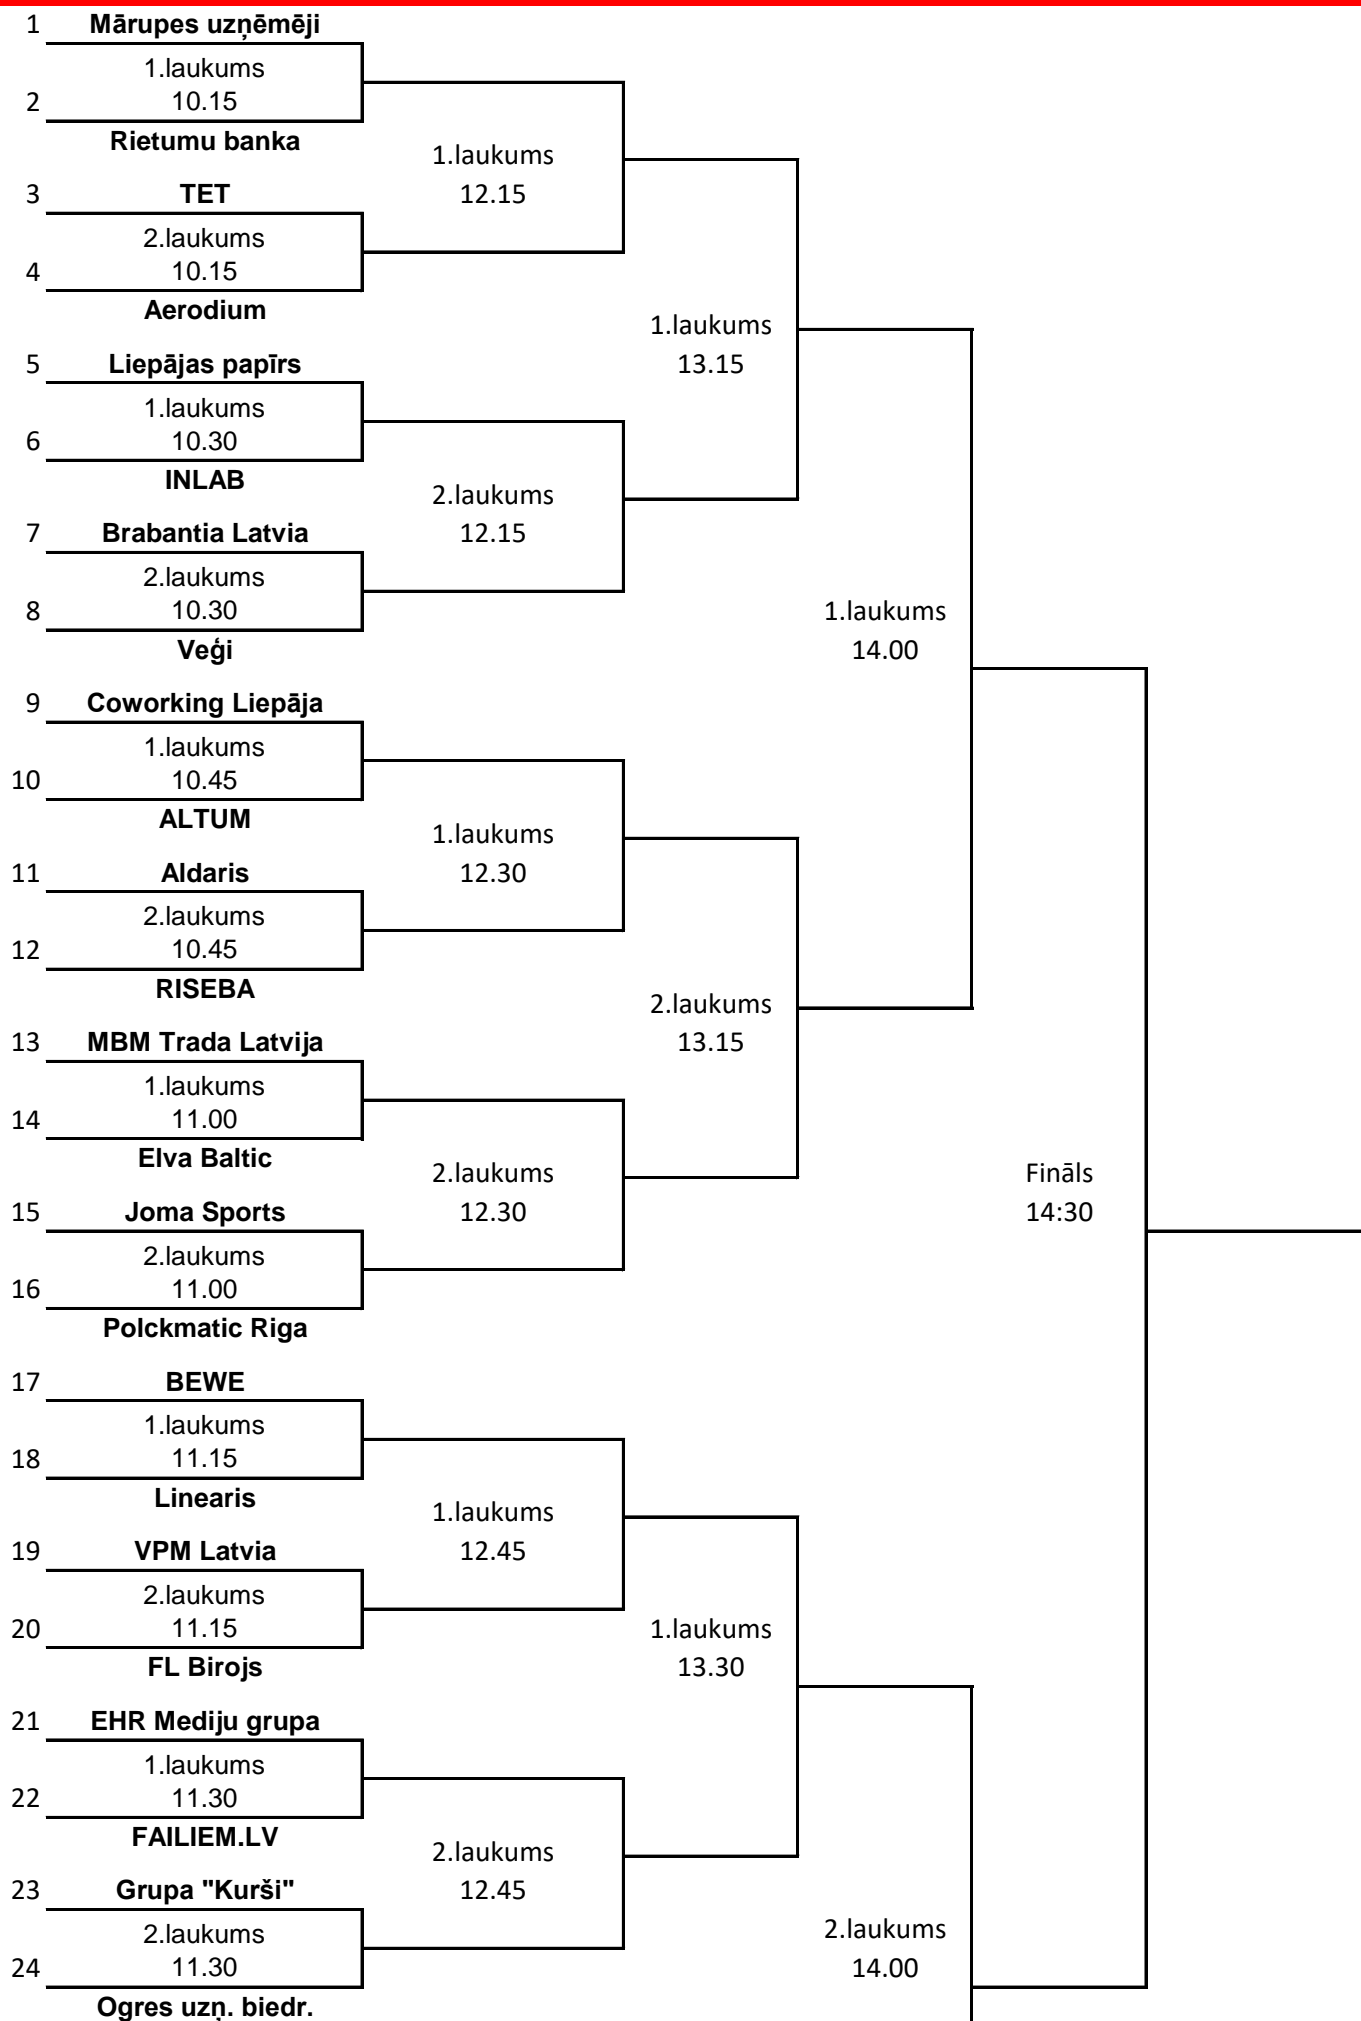 1 Mārupes uzņēmēji
1.laukums
2 10.15
Rietumu banka
1.laukums
12.15
3 TET
2.laukums
4 10.15
Aerodium
1.laukums
13.15
5 Liepājas papīrs
1.laukums
6 10.30
INLAB
2.laukums
12.15
7 Brabantia Latvia
2.laukums
8 10.30
Veģi
1.laukums
14.00
9 Coworking Liepāja
1.laukums
10 10.45
ALTUM
1.laukums
12.30
11 Aldaris
2.laukums
12 10.45
RISEBA
2.laukums
13.15
13 MBM Trada Latvija
1.laukums
14 11.00
Elva Baltic
2.laukums
12.30
Fināls
14:30
15 Joma Sports
2.laukums
16 11.00
Polckmatic Riga
17 BEWE
1.laukums
18 11.15
Linearis
1.laukums
12.45
19 VPM Latvia
2.laukums
20 11.15
FL Birojs
1.laukums
13.30
21 EHR Mediju grupa
1.laukums
22 11.30
FAILIEM.LV
2.laukums
12.45
23 Grupa "Kurši"
2.laukums
24 11.30
Ogres uzņ. biedr.
2.laukums
14.00